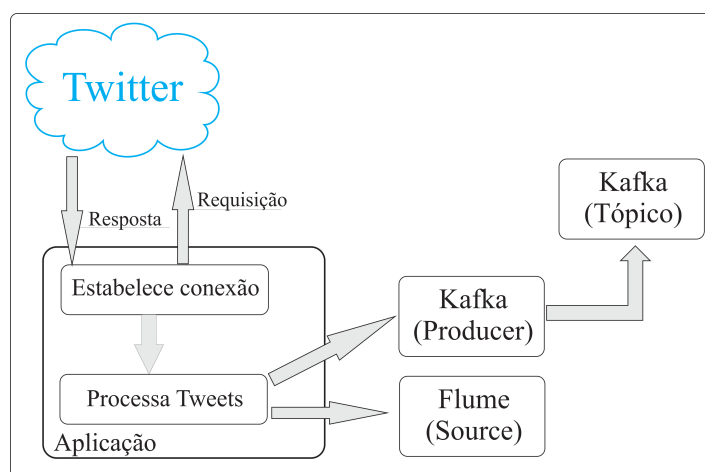 Twitter
Resposta
Requisição
Estabelece conexão
Processa Tweets
Aplicação
Kafka
(Producer)
Kafka
(Tópico)
Flume
(Source)